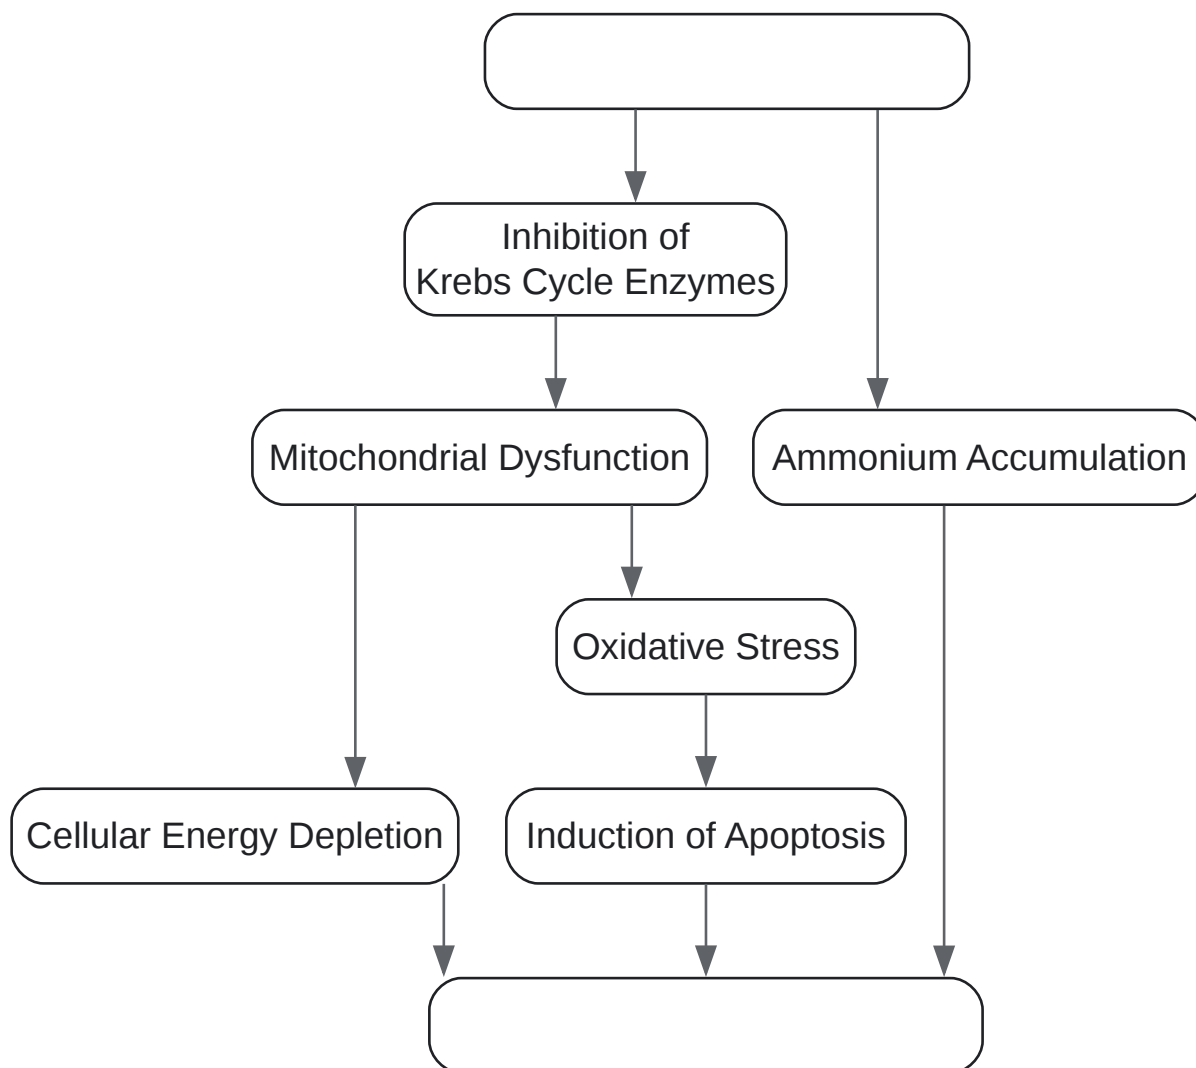 Inhibition of
Krebs Cycle Enzymes
Mitochondrial Dysfunction
Ammonium Accumulation
Oxidative Stress
Cellular Energy Depletion
Induction of Apoptosis